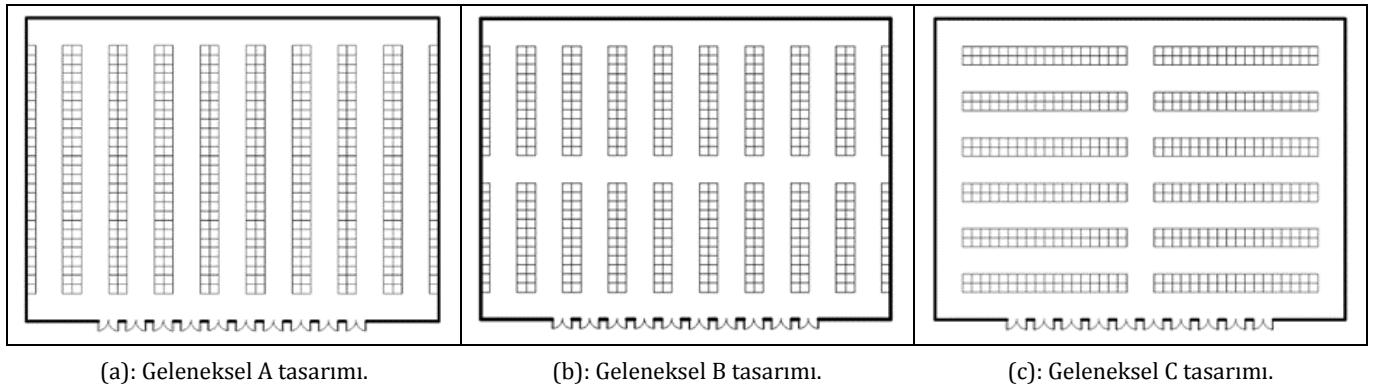 (a): Geleneksel A tasarımı.
(b): Geleneksel B tasarımı.
(c): Geleneksel C tasarımı.